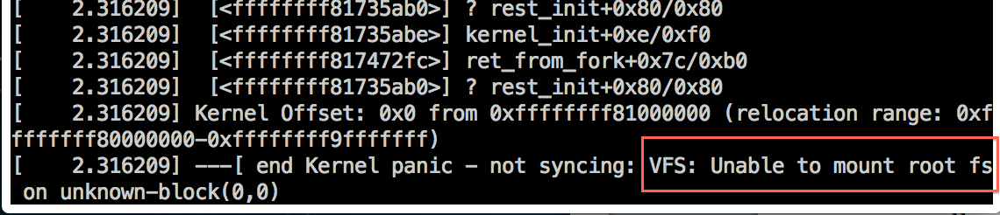 [    2.316209]  [<ffffffff81735ab0>] ? rest_init+0x80/0x80
[    2.316209]  [<ffffffff81735abe>] kernel_init+0xe/0xf0
[    2.316209]  [<ffffffff817472fc>] ret_from_fork+0x7c/0xb0
[    2.316209]  [<ffffffff81735ab0>] ? rest_init+0x80/0x80
[    2.316209] Kernel Offset: 0x0 from 0xffffffff81000000 (relocation range: 0xf
fffffff80000000-0xffffffff9fffffff)
[    2.316209] ---[ end Kernel panic - not syncing: VFS: Unable to mount root fs
 on unknown-block(0,0)